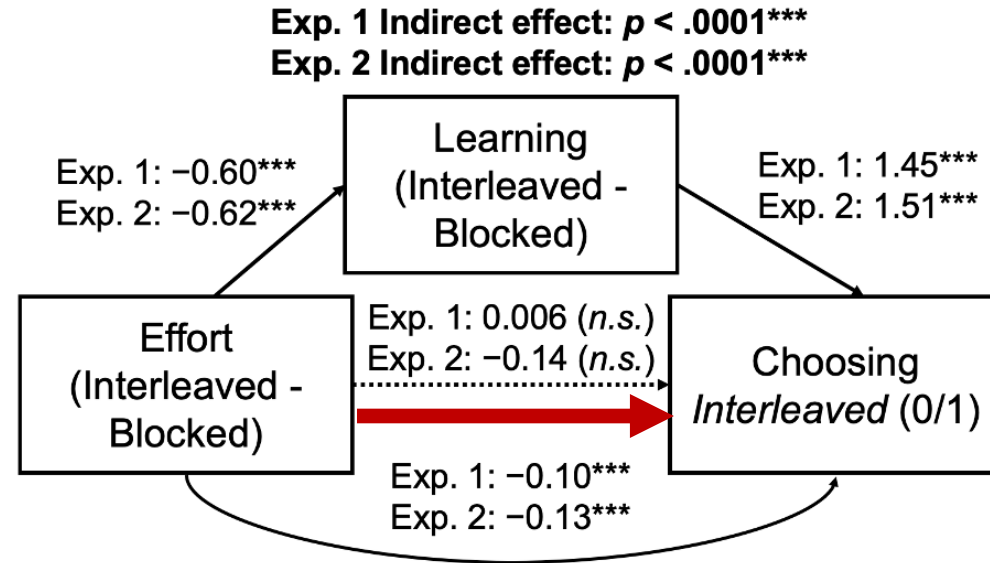 Exp. 1 Indirect effect: p < .0001***
Exp. 2 Indirect effect: p < .0001***
Learning
(Interleaved -
Blocked)
Exp. 1: −0.60***
Exp. 2: −0.62***
Exp. 1: 1.45***
Exp. 2: 1.51***
Effort
(Interleaved -
Blocked)
Exp. 1: 0.006 (n.s.)
Exp. 2: −0.14 (n.s.)
Choosing
Interleaved (0/1)
Exp. 1: −0.10***
Exp. 2: −0.13***